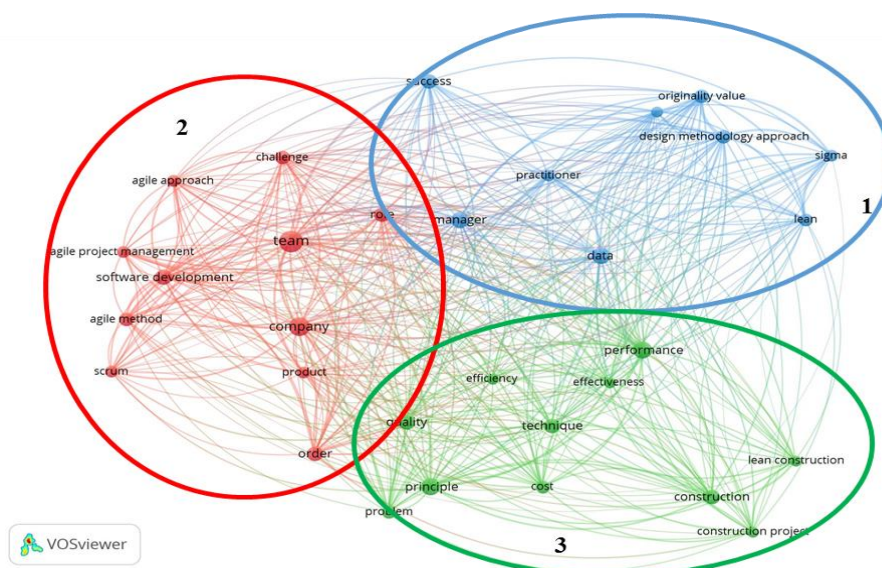 success
originality value
2
design methodology approach
challenge
sigma
agile approach
practitioner
1
role
manager
lean
team
agile project management
data
software development
agile method
company
performance
scrum
product
efficiency
effectiveness
quality
technique
order
lean construction
principle
cost
construction
problem
construction project
3
VOSviewer